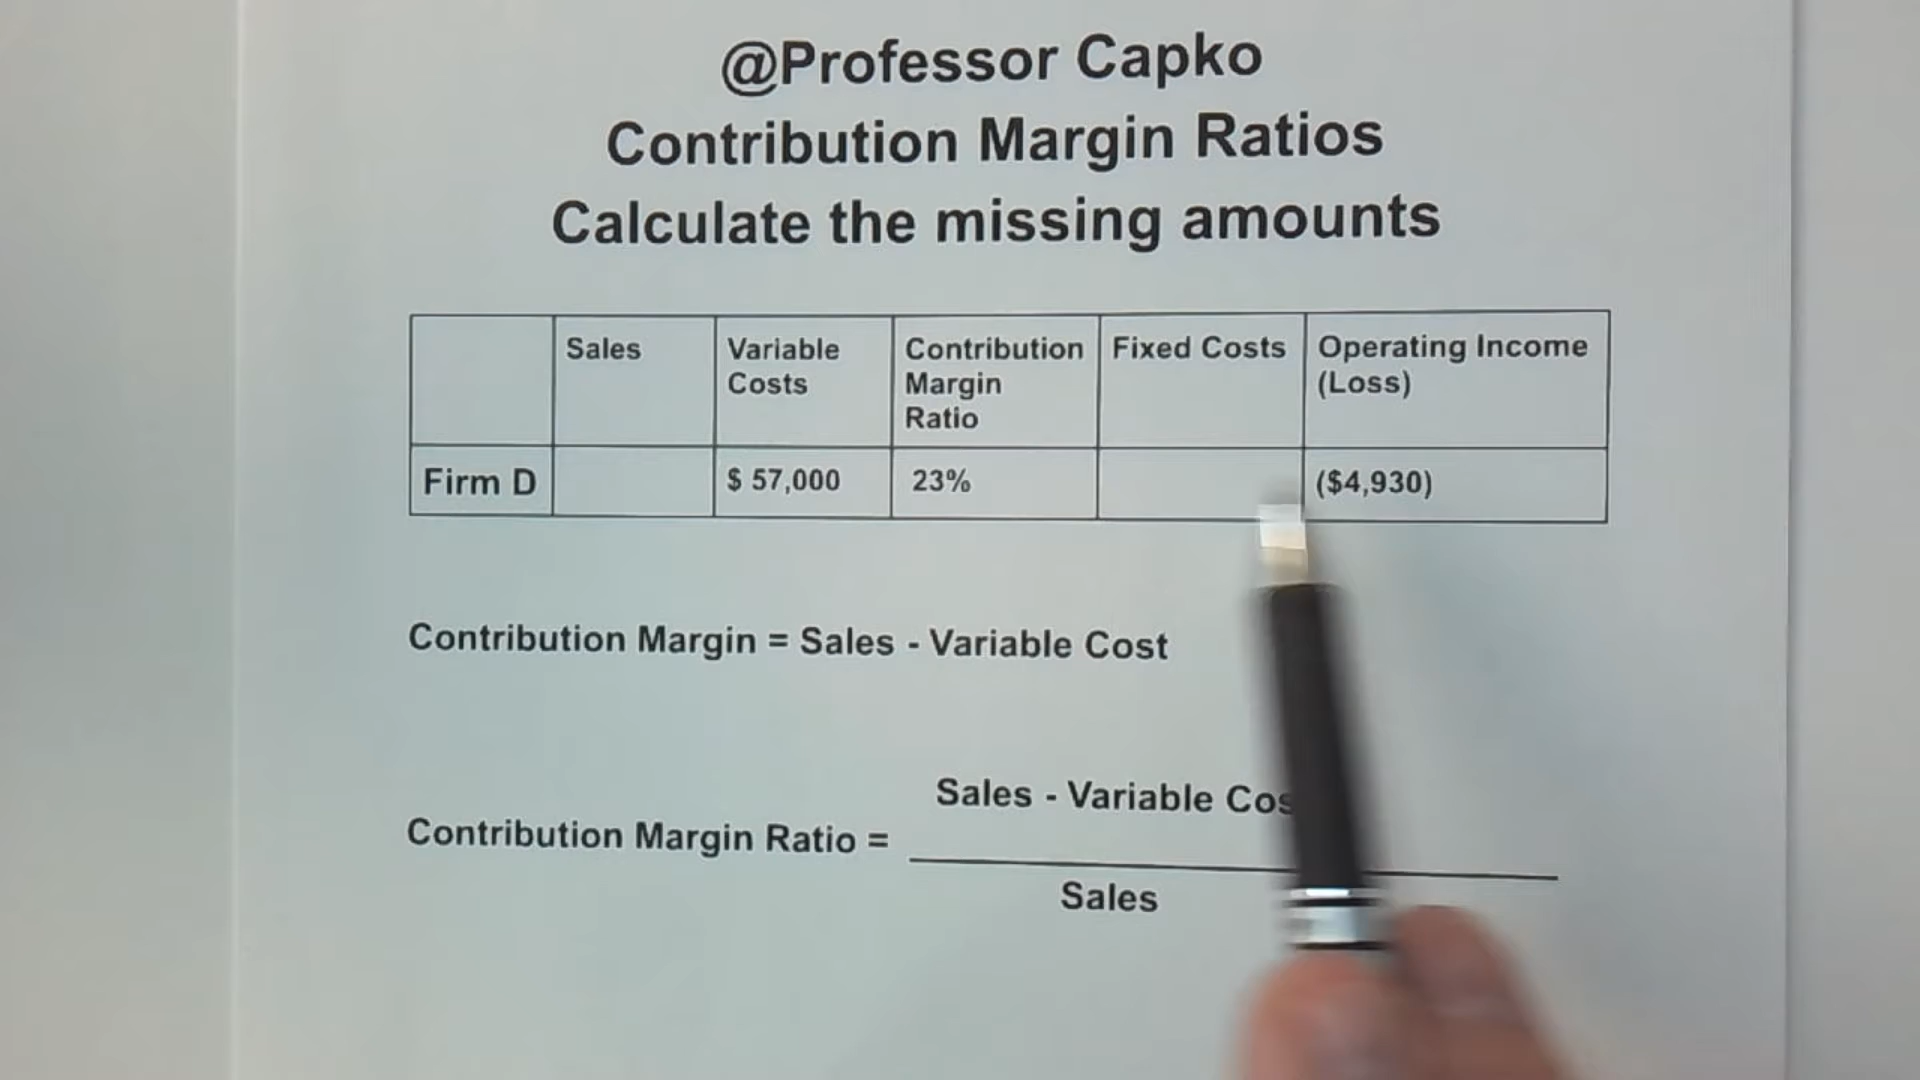 @Professor Capko
Contribution Margin Ratios
Calculate the missing amounts
Sales
Variable Costs
Contribution Margin Ratio
Fixed Costs
Operating Income (Loss)
Firm D
$ 57,000
23%
($4,930)
Contribution Margin = Sales - Variable Cost
Sales - Variable
Contribution Margin Ratio =
Sales